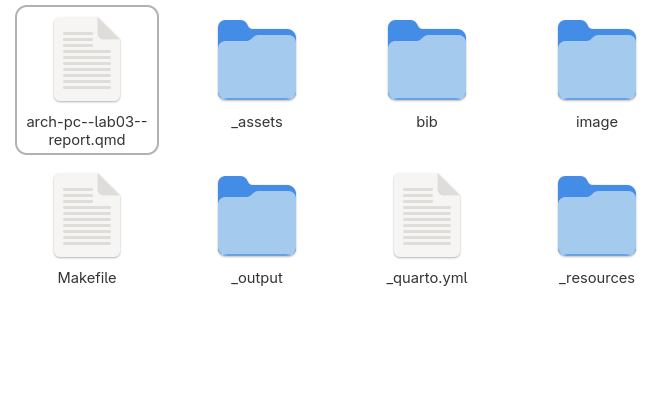 arch-pc--lab03--
report.qmd
_assets
bib
image
Makefile
_output
_quarto.yml
_resources